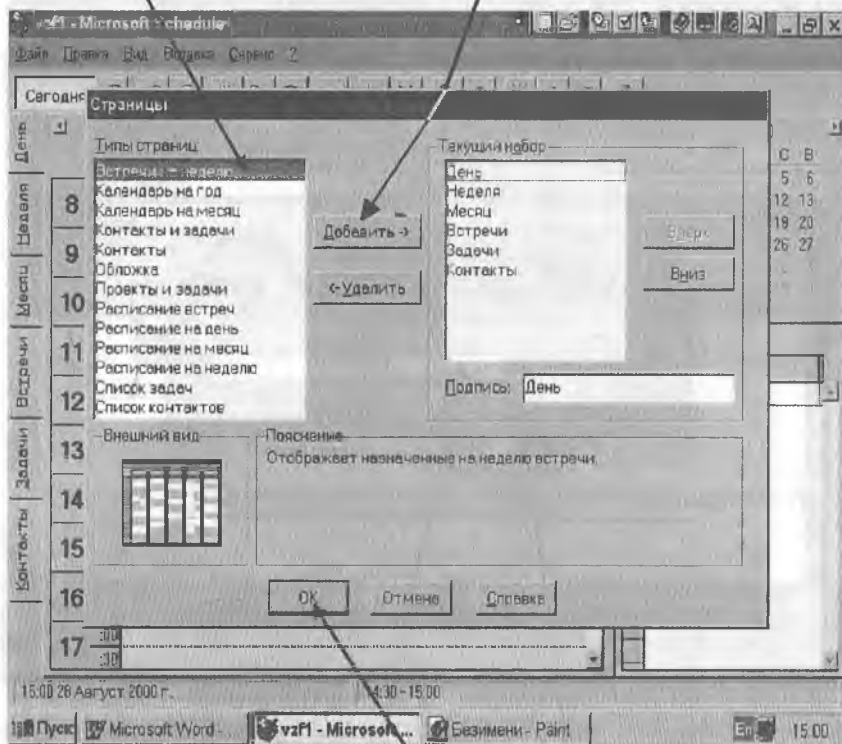 vzf1 - Microsoft Schedule
Файл Правка Вид Вставка Сервис ?
Сегодня
День
Неделя
Месяц
Встречи
Задачи
Контакты
8
9
10
11
12
13
14
15
16
17
:00
:30
Страницы
Типы страниц:
Встречи - неделю
Календарь на год
Календарь на месяц
Контакты и задачи
Контакты
Обложка
Проекты и задачи
Расписание встреч
Расписание на день
Расписание на месяц
Расписание на неделю
Список задач
Список контактов
Добавить ->
<-Удалить
Текущий набор
День
Неделя
Месяц
Встречи
Задачи
Контакты
Вверх
Вниз
Подпись: День
С В
5 6
12 13
19 20
26 27
Внешний вид
Пояснение
Отображает назначенные на неделю встречи.
ОК Отмена Справка
15:00 28 Август 2000 г. 14:30 - 15:00
Пуск Microsoft Word - ... vzf1 - Microsoft ... Безимени - Paint En 15:00